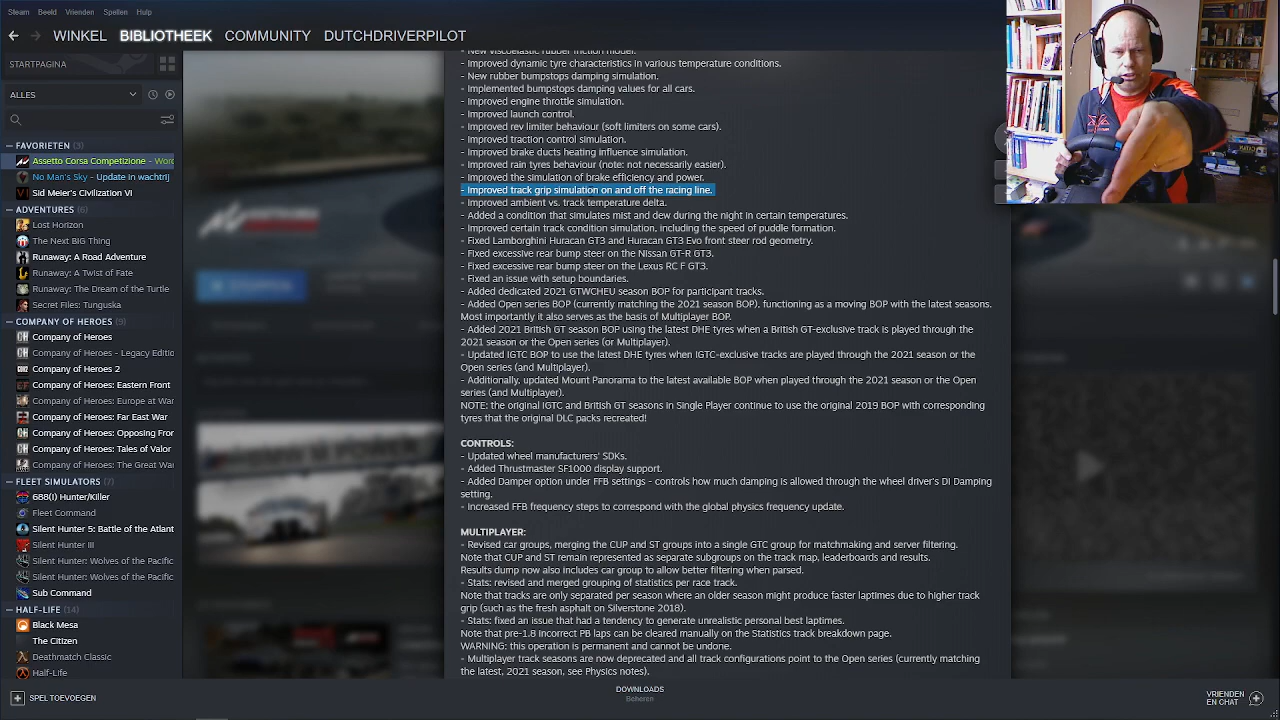 Steam Beeld Vrienden Spellen Hulp
WINKEL BIBLIOTHEEK COMMUNITY DUTCHDRIVERPILOT
STARTPAGINA
ALLES
FAVORIETEN (3)
Assetto Corsa Competizione - Word
No Man's Sky - Update in wachtrij
Sid Meier's Civilization VI
ADVENTURES (6)
Lost Horizon
The Next BIG Thing
Runaway: A Road Adventure
Runaway: A Twist of Fate
Runaway: The Dream of the Turtle
Secret Files: Tunguska
COMPANY OF HEROES (9)
Company of Heroes
Company of Heroes - Legacy Editio
Company of Heroes 2
Company of Heroes: Eastern Front
Company of Heroes: Europe at War
Company of Heroes: Far East War
Company of Heroes: Opposing Fron
Company of Heroes: Tales of Valor
Company of Heroes: The Great War
FLEET SIMULATORS (7)
688(I) Hunter/Killer
Fleet Command
Silent Hunter 5: Battle of the Atlant
Silent Hunter III
Silent Hunter: Wolves of the Pacific
Silent Hunter: Wolves of the Pacific
Sub Command
HALF-LIFE (14)
Black Mesa
The Citizen
Deathmatch Classic
Half-Life
SPEL TOEVOEGEN
- New viscoelastic rubber friction model.
- Improved dynamic tyre characteristics in various temperature conditions.
- New rubber bumpstops damping simulation.
- Implemented bumpstops damping values for all cars.
- Improved engine throttle simulation.
- Improved launch control.
- Improved rev limiter behaviour (soft limiters on some cars).
- Improved traction control simulation.
- Improved brake ducts heating influence simulation.
- Improved rain tyres behaviour (note: not necessarily easier).
- Improved the simulation of brake efficiency and power.
- Improved track grip simulation on and off the racing line.
- Improved ambient vs. track temperature delta.
- Added a condition that simulates mist and dew during the night in certain temperatures.
- Improved certain track condition simulation, including the speed of puddle formation.
- Fixed Lamborghini Huracan GT3 and Huracan GT3 Evo front steer rod geometry.
- Fixed excessive rear bump steer on the Nissan GT-R GT3.
- Fixed excessive rear bump steer on the Lexus RC F GT3.
- Fixed an issue with setup boundaries.
- Added dedicated 2021 GTWCHEU season BOP for participant tracks.
- Added Open series BOP (currently matching the 2021 season BOP), functioning as a moving BOP with the latest seasons.
Most importantly it also serves as the basis of Multiplayer BOP.
- Added 2021 British GT season BOP using the latest DHE tyres when a British GT-exclusive track is played through the
2021 season or the Open series (or Multiplayer).
- Updated IGTC BOP to use the latest DHE tyres when IGTC-exclusive tracks are played through the 2021 season or the
Open series (and Multiplayer).
- Additionally, updated Mount Panorama to the latest available BOP when played through the 2021 season or the Open
series (and Multiplayer).
NOTE: the original IGTC and British GT seasons in Single Player continue to use the original 2019 BOP with corresponding
tyres that the original DLC packs recreated!
CONTROLS:
- Updated wheel manufacturers' SDKs.
- Added Thrustmaster SF1000 display support.
- Added Damper option under FFB settings - controls how much damping is allowed through the wheel driver's DI Damping
setting.
- Increased FFB frequency steps to correspond with the global physics frequency update.
MULTIPLAYER:
- Revised car groups, merging the CUP and ST groups into a single GTC group for matchmaking and server filtering.
Note that CUP and ST remain represented as separate subgroups on the track map, leaderboards and results.
Results dump now also includes car group to allow better filtering when parsed.
- Stats: revised and merged grouping of statistics per race track.
Note that tracks are only separated per season where an older season might produce faster laptimes due to higher track
grip (such as the fresh asphalt on Silverstone 2018).
- Stats: fixed an issue that had a tendency to generate unrealistic personal best laptimes.
Note that pre-1.8 incorrect PB laps can be cleared manually on the Statistics track breakdown page.
WARNING: this operation is permanent and cannot be undone.
- Multiplayer track seasons are now deprecated and all track configurations point to the Open series (currently matching
the latest, 2021 season, see Physics notes).
DOWNLOADS
Beheren
VRIENDEN
EN CHAT